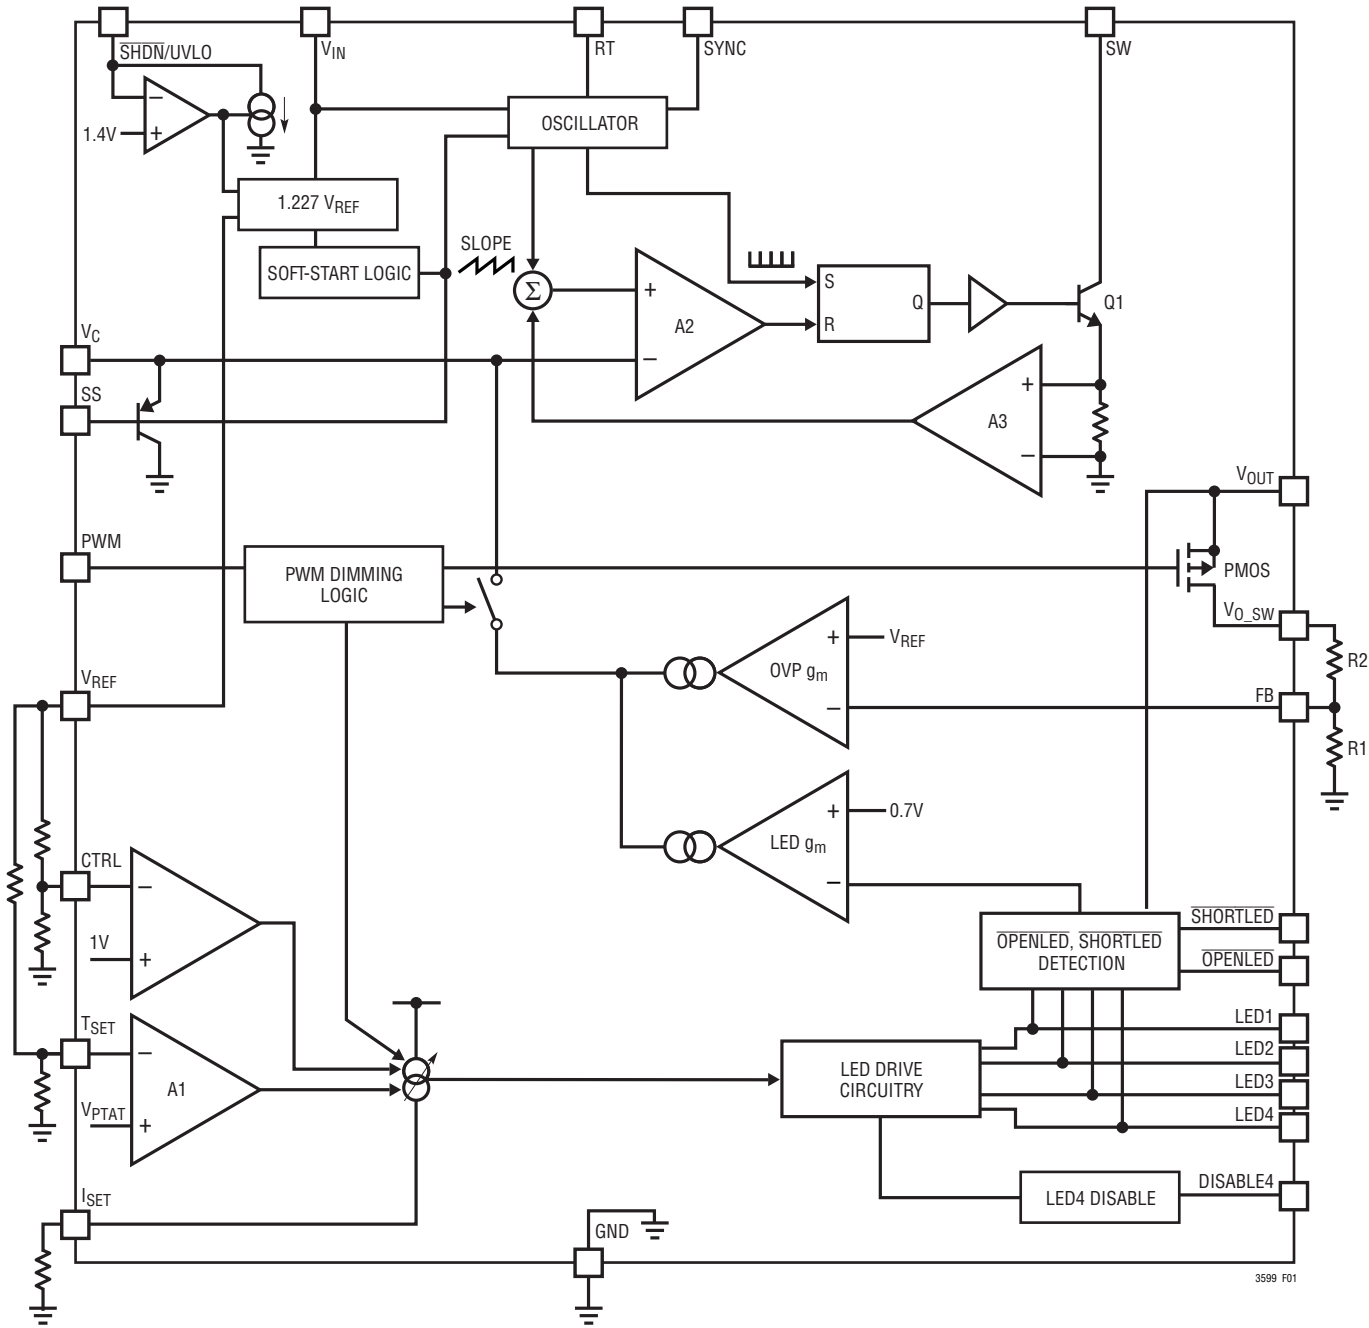 SHDN/UVLO
VIN
RT
SYNC
SW
1.4V
−
+
OSCILLATOR
1.227 VREF
SLOPE
SOFT-START LOGIC
Σ
+
−
A2
S
R
Q
Q1
VC
SS
A3
+
−
VOUT
PWM
PWM DIMMING
LOGIC
PMOS
VO_SW
+
VREF
OVP gm
−
R2
FB
R1
VREF
+
0.7V
LED gm
−
CTRL
−
1V
+
SHORTLED
OPENLED, SHORTLED
DETECTION
OPENLED
TSET
−
A1
VPTAT
+
LED1
LED2
LED3
LED4
LED DRIVE
CIRCUITRY
LED4 DISABLE
DISABLE4
ISET
GND
3599 F01